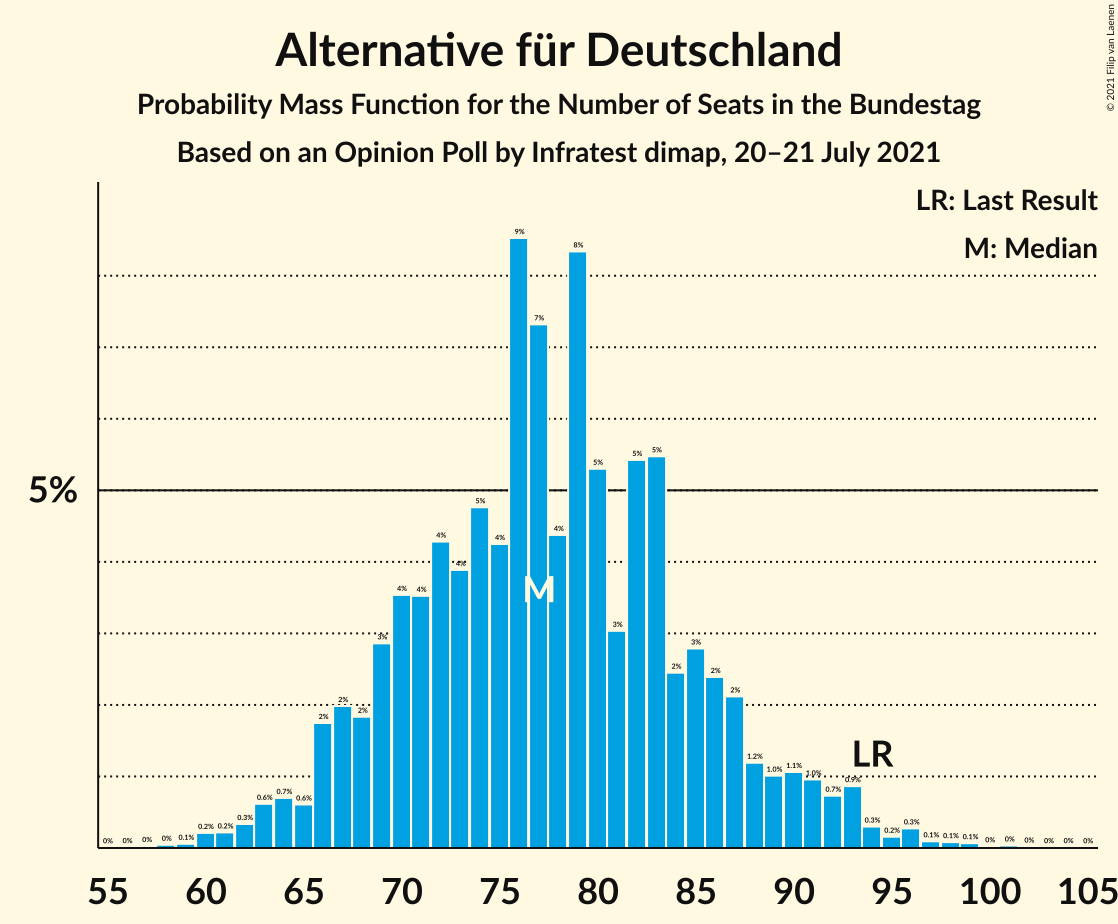 Alternative für Deutschland
Probability Mass Function for the Number of Seats in the Bundestag
Based on an Opinion Poll by Infratest dimap, 20–21 July 2021
© 2021 Filip van Laenen
LR: Last Result
M: Median
5%
0% 0% 0% 0% 0.1% 0.2% 0.2% 0.3% 0.6% 0.7% 0.6% 2% 2% 2% 3% 4% 4% 4% 4% 5% 4% 9% 7% 4% 8% 5% 3% 5% 5% 2% 3% 2% 2% 1.2% 1.0% 1.1% 1.0% 0.7% 0.9% 0.3% 0.2% 0.3% 0.1% 0.1% 0.1% 0% 0% 0% 0% 0% 0%
M
LR
55 60 65 70 75 80 85 90 95 100 105